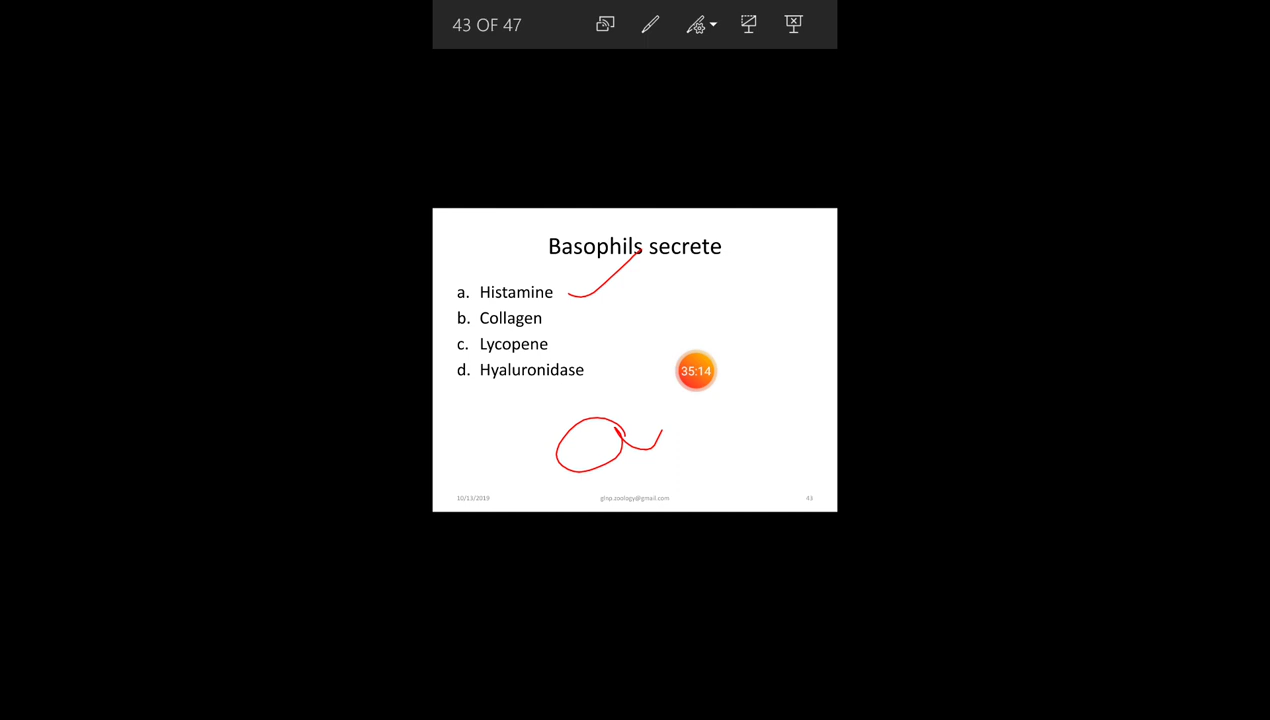 43 OF 47
Basophils secrete
a. Histamine
b. Collagen
c. Lycopene
d. Hyaluronidase
35:14
a
10/13/2019 glnp.zoology@gmail.com 43